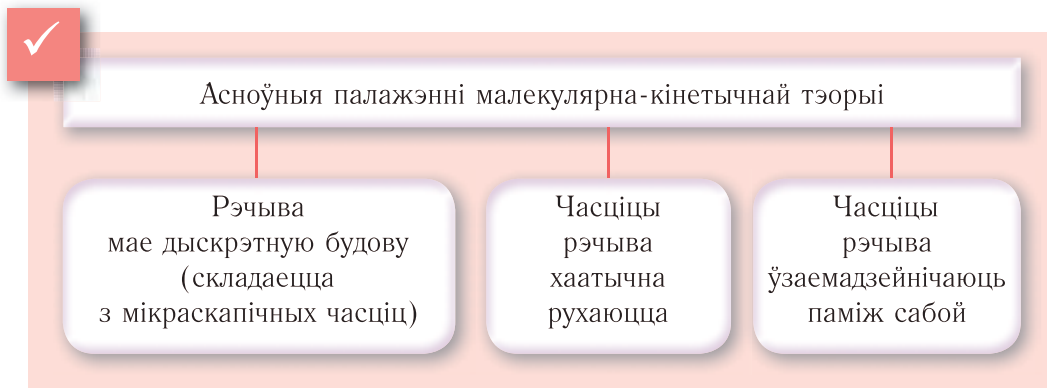 Асноўныя палажэнні малекулярна-кінетычнай тэорыі
Рэчыва
мае дыскрэтную будову
(складаецца
з мікраскапічных часціц)
Часціцы
рэчыва
хаатычна
рухаюцца
Часціцы
рэчыва
ўзаемадзейнічаюць
паміж сабой